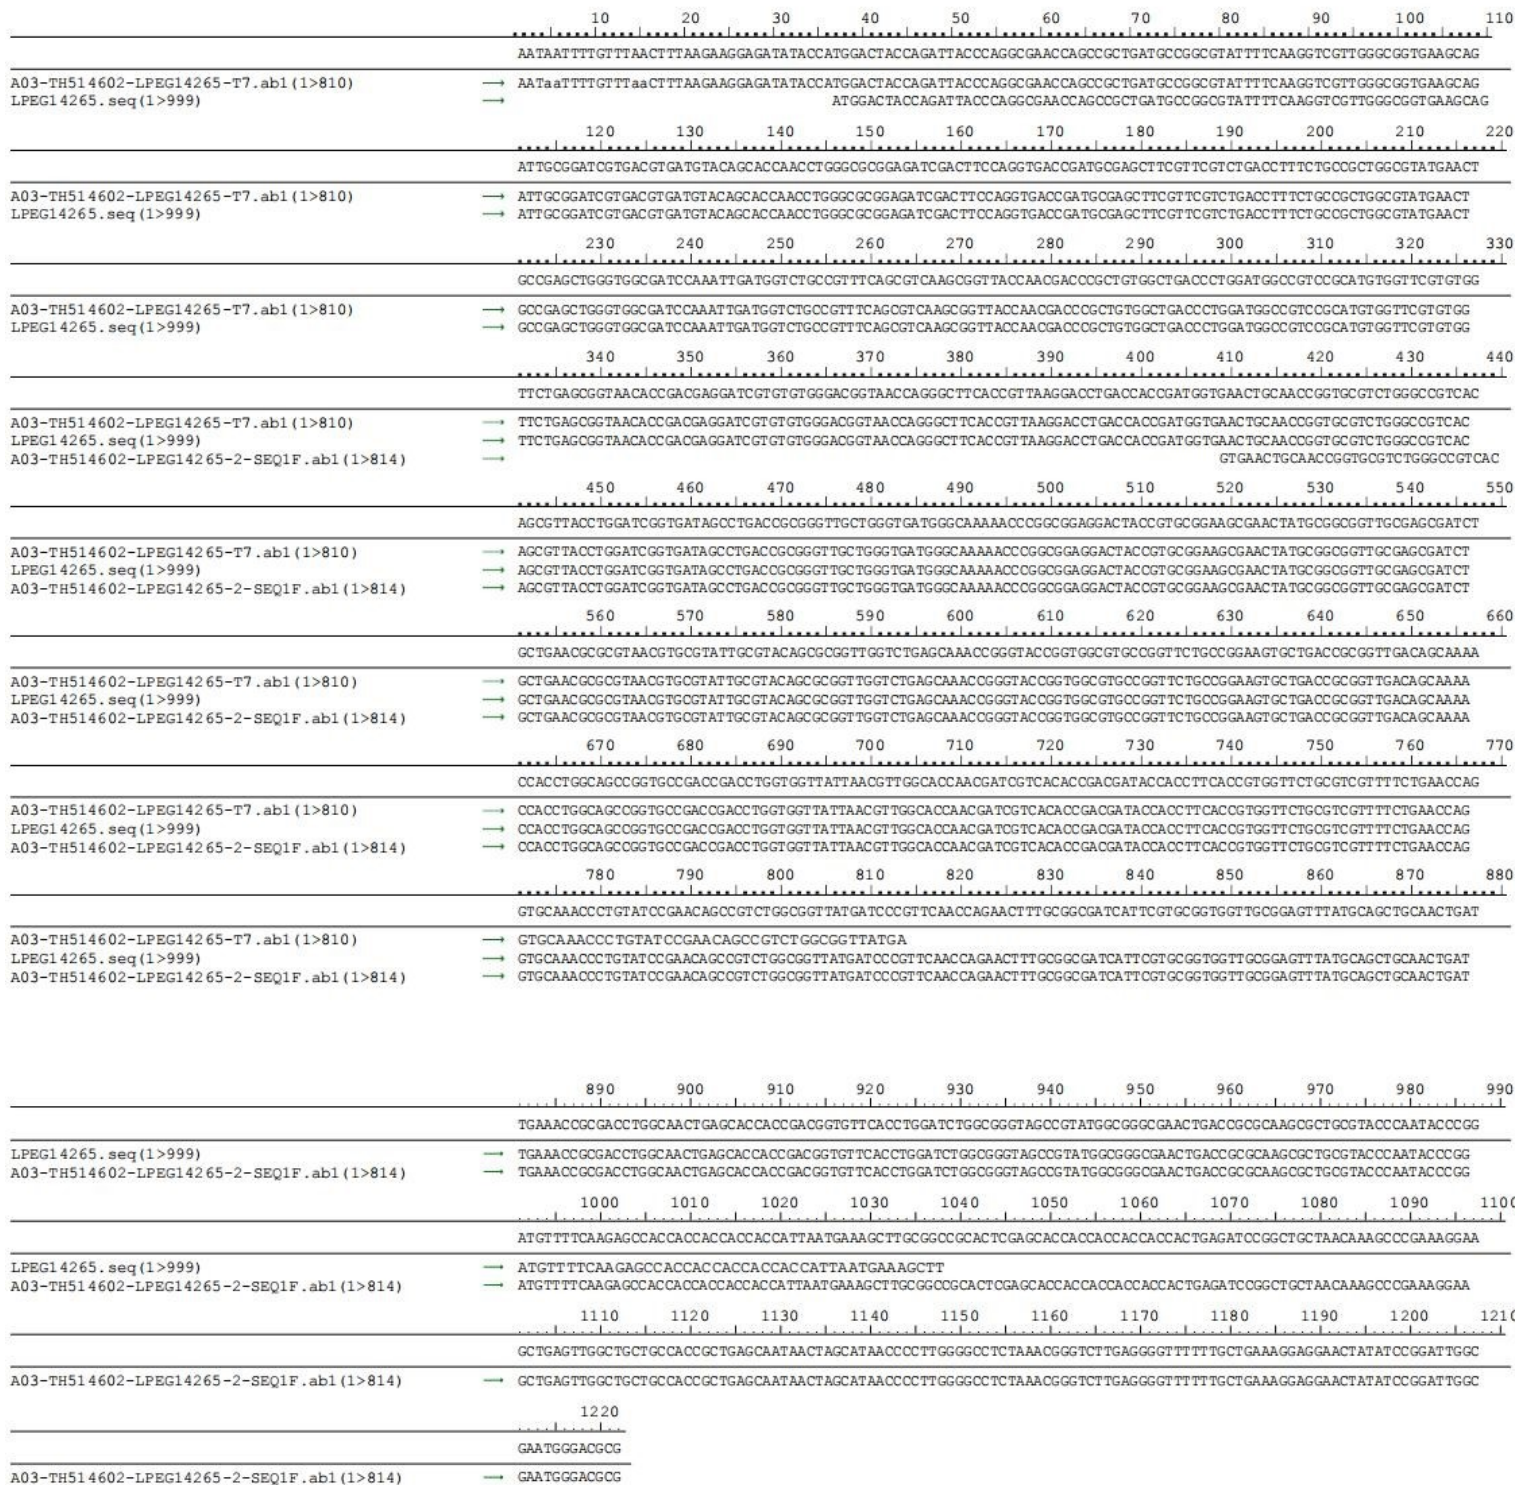 10 20 30 40 50 60 70 80 90 100 110
AATAATTTTGTTTAACTTTAAGAAGGAGATATACCATGGACTACCAGATTACCCAGGCGAACCAGCCGCTGATGCCGGCGTATTTTCAAGGTCGTTGGGCGGTGAAGCAG
A03-TH514602-LPEG14265-T7.ab1(1>810) → AATaaTTTTGTTTaaCTTTAAGAAGGAGATATACCATGGACTACCAGATTACCCAGGCGAACCAGCCGCTGATGCCGGCGTATTTTCAAGGTCGTTGGGCGGTGAAGCAG
LPEG14265.seq(1>999) → ATGGACTACCAGATTACCCAGGCGAACCAGCCGCTGATGCCGGCGTATTTTCAAGGTCGTTGGGCGGTGAAGCAG
120 130 140 150 160 170 180 190 200 210 220
ATTGCGGATCGTGACGTGATGTACAGCACCAACCTGGGCGCGGAGATCGACTTCCAGGTGACCGATGCGAGCTTCGTTCGTCTGACCTTTCTGCCGCTGGCGTATGAACT
A03-TH514602-LPEG14265-T7.ab1(1>810) → ATTGCGGATCGTGACGTGATGTACAGCACCAACCTGGGCGCGGAGATCGACTTCCAGGTGACCGATGCGAGCTTCGTTCGTCTGACCTTTCTGCCGCTGGCGTATGAACT
LPEG14265.seq(1>999) → ATTGCGGATCGTGACGTGATGTACAGCACCAACCTGGGCGCGGAGATCGACTTCCAGGTGACCGATGCGAGCTTCGTTCGTCTGACCTTTCTGCCGCTGGCGTATGAACT
230 240 250 260 270 280 290 300 310 320 330
GCCGAGCTGGGTGGCGATCCAAATTGATGGTCTGCCGTTTCAGCGTCAAGCGGTTACCAACGACCCGCTGTGGCTGACCCTGGATGGCCGTCCGCATGTGGTTCGTGTGG
A03-TH514602-LPEG14265-T7.ab1(1>810) → GCCGAGCTGGGTGGCGATCCAAATTGATGGTCTGCCGTTTCAGCGTCAAGCGGTTACCAACGACCCGCTGTGGCTGACCCTGGATGGCCGTCCGCATGTGGTTCGTGTGG
LPEG14265.seq(1>999) → GCCGAGCTGGGTGGCGATCCAAATTGATGGTCTGCCGTTTCAGCGTCAAGCGGTTACCAACGACCCGCTGTGGCTGACCCTGGATGGCCGTCCGCATGTGGTTCGTGTGG
340 350 360 370 380 390 400 410 420 430 440
TTCTGAGCGGTAACACCGACGAGGATCGTGTGTGGGACGGTAACCAGGGCTTCACCGTTAAGGACCTGACCACCGATGGTGAACTGCAACCGGTGCGTCTGGGCCGTCAC
A03-TH514602-LPEG14265-T7.ab1(1>810) → TTCTGAGCGGTAACACCGACGAGGATCGTGTGTGGGACGGTAACCAGGGCTTCACCGTTAAGGACCTGACCACCGATGGTGAACTGCAACCGGTGCGTCTGGGCCGTCAC
LPEG14265.seq(1>999) → TTCTGAGCGGTAACACCGACGAGGATCGTGTGTGGGACGGTAACCAGGGCTTCACCGTTAAGGACCTGACCACCGATGGTGAACTGCAACCGGTGCGTCTGGGCCGTCAC
A03-TH514602-LPEG14265-2-SEQ1F.ab1(1>814) → GTGAACTGCAACCGGTGCGTCTGGGCCGTCAC
450 460 470 480 490 500 510 520 530 540 550
AGCGTTACCTGGATCGGTGATAGCCTGACCGCGGGTTGCTGGGTGATGGGCAAAAACCCGGCGGAGGACTACCGTGCGGAAGCGAACTATGCGGCGGTTGCGAGCGATCT
A03-TH514602-LPEG14265-T7.ab1(1>810) → AGCGTTACCTGGATCGGTGATAGCCTGACCGCGGGTTGCTGGGTGATGGGCAAAAACCCGGCGGAGGACTACCGTGCGGAAGCGAACTATGCGGCGGTTGCGAGCGATCT
LPEG14265.seq(1>999) → AGCGTTACCTGGATCGGTGATAGCCTGACCGCGGGTTGCTGGGTGATGGGCAAAAACCCGGCGGAGGACTACCGTGCGGAAGCGAACTATGCGGCGGTTGCGAGCGATCT
A03-TH514602-LPEG14265-2-SEQ1F.ab1(1>814) → AGCGTTACCTGGATCGGTGATAGCCTGACCGCGGGTTGCTGGGTGATGGGCAAAAACCCGGCGGAGGACTACCGTGCGGAAGCGAACTATGCGGCGGTTGCGAGCGATCT
560 570 580 590 600 610 620 630 640 650 660
GCTGAACGCGCGTAACGTGCGTATTGCGTACAGCGCGGTTGGTCTGAGCAAACCGGGTACCGGTGGCGTGCCGGTTCTGCCGGAAGTGCTGACCGCGGTTGACAGCAAAA
A03-TH514602-LPEG14265-T7.ab1(1>810) → GCTGAACGCGCGTAACGTGCGTATTGCGTACAGCGCGGTTGGTCTGAGCAAACCGGGTACCGGTGGCGTGCCGGTTCTGCCGGAAGTGCTGACCGCGGTTGACAGCAAAA
LPEG14265.seq(1>999) → GCTGAACGCGCGTAACGTGCGTATTGCGTACAGCGCGGTTGGTCTGAGCAAACCGGGTACCGGTGGCGTGCCGGTTCTGCCGGAAGTGCTGACCGCGGTTGACAGCAAAA
A03-TH514602-LPEG14265-2-SEQ1F.ab1(1>814) → GCTGAACGCGCGTAACGTGCGTATTGCGTACAGCGCGGTTGGTCTGAGCAAACCGGGTACCGGTGGCGTGCCGGTTCTGCCGGAAGTGCTGACCGCGGTTGACAGCAAAA
670 680 690 700 710 720 730 740 750 760 770
CCACCTGGCAGCCGGTGCCGACCGACCTGGTGGTTATTAACGTTGGCACCAACGATCGTCACACCGACGATACCACCTTCACCGTGGTTCTGCGTCGTTTTCTGAACCAG
A03-TH514602-LPEG14265-T7.ab1(1>810) → CCACCTGGCAGCCGGTGCCGACCGACCTGGTGGTTATTAACGTTGGCACCAACGATCGTCACACCGACGATACCACCTTCACCGTGGTTCTGCGTCGTTTTCTGAACCAG
LPEG14265.seq(1>999) → CCACCTGGCAGCCGGTGCCGACCGACCTGGTGGTTATTAACGTTGGCACCAACGATCGTCACACCGACGATACCACCTTCACCGTGGTTCTGCGTCGTTTTCTGAACCAG
A03-TH514602-LPEG14265-2-SEQ1F.ab1(1>814) → CCACCTGGCAGCCGGTGCCGACCGACCTGGTGGTTATTAACGTTGGCACCAACGATCGTCACACCGACGATACCACCTTCACCGTGGTTCTGCGTCGTTTTCTGAACCAG
780 790 800 810 820 830 840 850 860 870 880
GTGCAAACCCTGTATCCGAACAGCCGTCTGGCGGTTATGATCCCGTTCAACCAGAACTTTGCGGCGATCATTCGTGCGGTGGTTGCGGAGTTTATGCAGCTGCAACTGAT
A03-TH514602-LPEG14265-T7.ab1(1>810) → GTGCAAACCCTGTATCCGAACAGCCGTCTGGCGGTTATGA
LPEG14265.seq(1>999) → GTGCAAACCCTGTATCCGAACAGCCGTCTGGCGGTTATGATCCCGTTCAACCAGAACTTTGCGGCGATCATTCGTGCGGTGGTTGCGGAGTTTATGCAGCTGCAACTGAT
A03-TH514602-LPEG14265-2-SEQ1F.ab1(1>814) → GTGCAAACCCTGTATCCGAACAGCCGTCTGGCGGTTATGATCCCGTTCAACCAGAACTTTGCGGCGATCATTCGTGCGGTGGTTGCGGAGTTTATGCAGCTGCAACTGAT
890 900 910 920 930 940 950 960 970 980 990
TGAAACCGCGACCTGGCAACTGAGCACCACCGACGGTGTTCACCTGGATCTGGCGGGTAGCCGTATGGCGGGCGAACTGACCGCGCAAGCGCTGCGTACCCAATACCCGG
LPEG14265.seq(1>999) → TGAAACCGCGACCTGGCAACTGAGCACCACCGACGGTGTTCACCTGGATCTGGCGGGTAGCCGTATGGCGGGCGAACTGACCGCGCAAGCGCTGCGTACCCAATACCCGG
A03-TH514602-LPEG14265-2-SEQ1F.ab1(1>814) → TGAAACCGCGACCTGGCAACTGAGCACCACCGACGGTGTTCACCTGGATCTGGCGGGTAGCCGTATGGCGGGCGAACTGACCGCGCAAGCGCTGCGTACCCAATACCCGG
1000 1010 1020 1030 1040 1050 1060 1070 1080 1090 1100
ATGTTTTCAAGAGCCACCACCACCACCACCACCATTAATGAAAGCTTGCGGCCGCACTCGAGCACCACCACCACCACCACTGAGATCCGGCTGCTAACAAAGCCCGAAAGGAA
LPEG14265.seq(1>999) → ATGTTTTCAAGAGCCACCACCACCACCACCACCATTAATGAAAGCTT
A03-TH514602-LPEG14265-2-SEQ1F.ab1(1>814) → ATGTTTTCAAGAGCCACCACCACCACCACCACCATTAATGAAAGCTTGCGGCCGCACTCGAGCACCACCACCACCACCACTGAGATCCGGCTGCTAACAAAGCCCGAAAGGAA
1110 1120 1130 1140 1150 1160 1170 1180 1190 1200 1210
GCTGAGTTGGCTGCTGCCACCGCTGAGCAATAACTAGCATAACCCCTTGGGGCCTCTAAACGGGTCTTGAGGGGTTTTTTGCTGAAAGGAGGAACTATATCCGGATTGGC
A03-TH514602-LPEG14265-2-SEQ1F.ab1(1>814) → GCTGAGTTGGCTGCTGCCACCGCTGAGCAATAACTAGCATAACCCCTTGGGGCCTCTAAACGGGTCTTGAGGGGTTTTTTGCTGAAAGGAGGAACTATATCCGGATTGGC
1220
GAATGGGACGCG
A03-TH514602-LPEG14265-2-SEQ1F.ab1(1>814) → GAATGGGACGCG